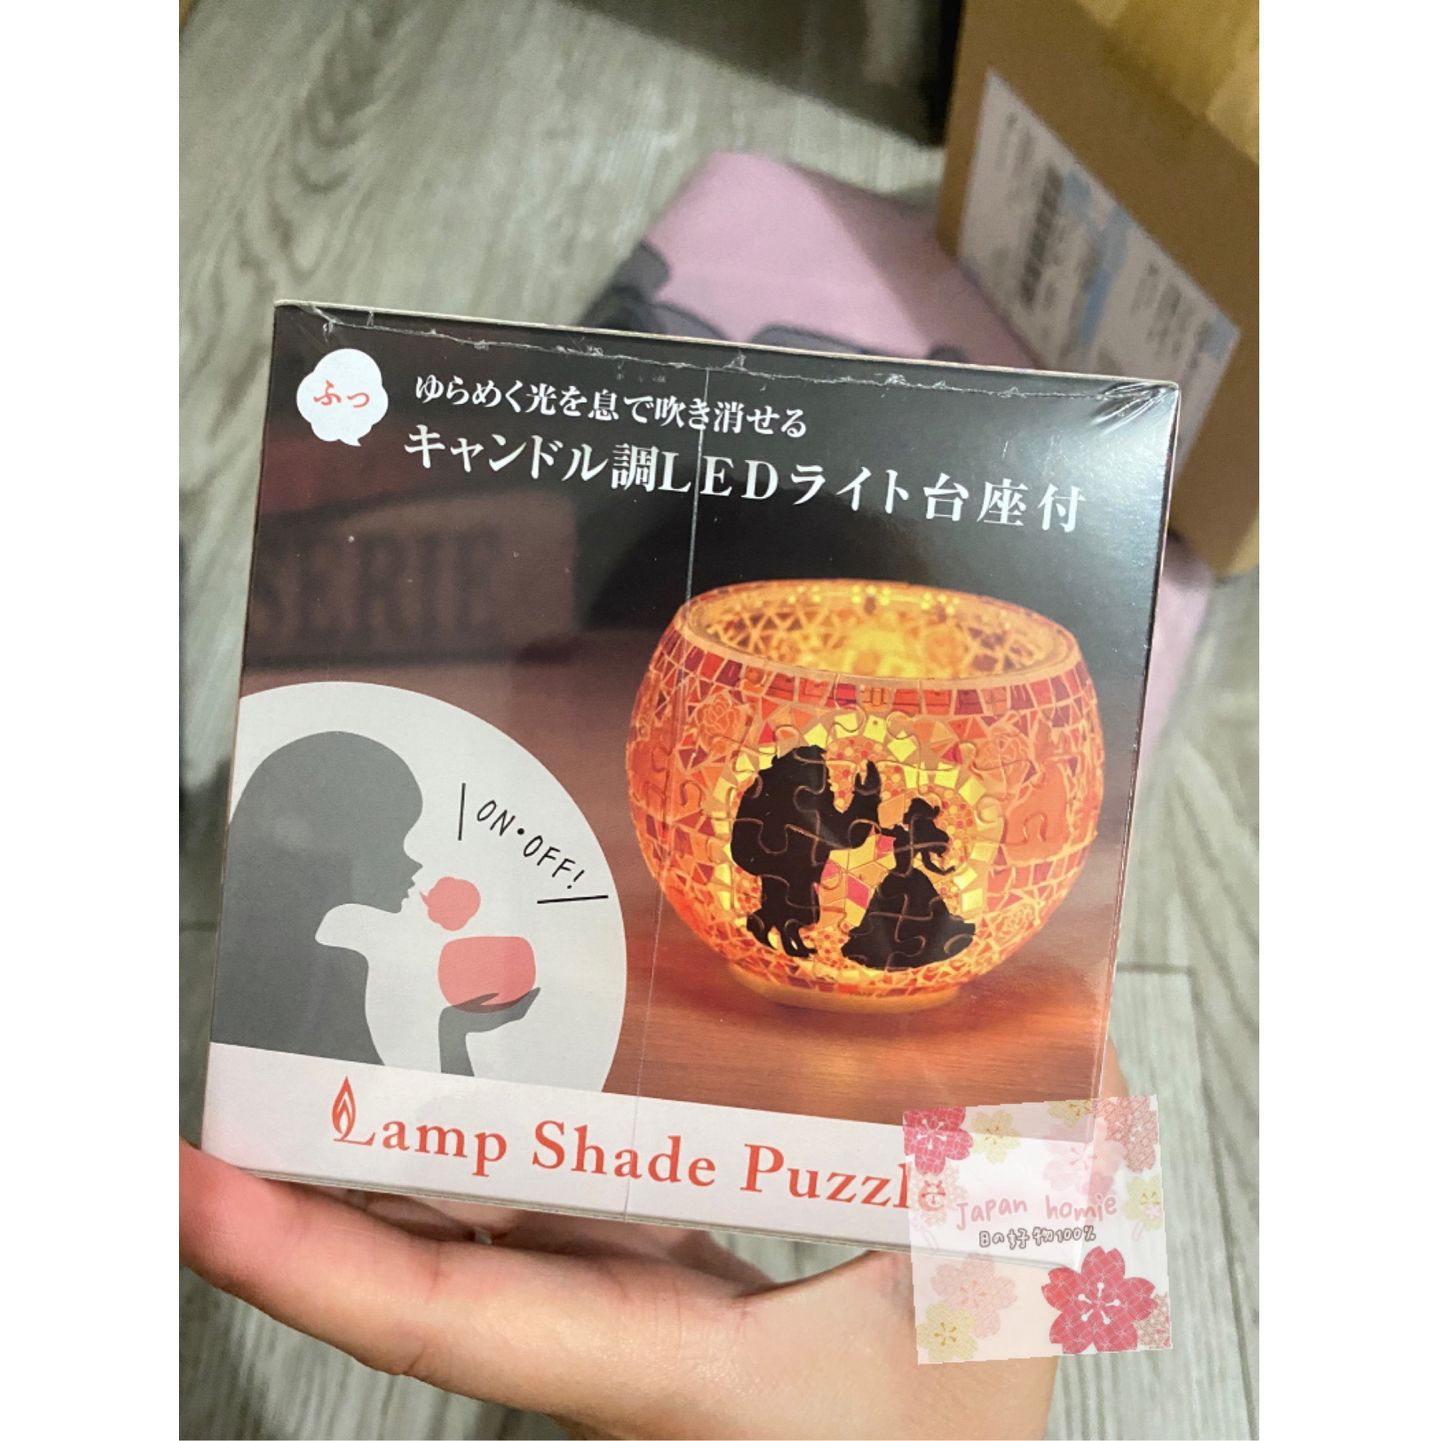 ふっ
ゆらめく光を息で吹き消せる
キャンドル調LEDライト台座付
SERIE
ON・OFF!
Lamp Shade Puzzle
Japan homie
日の好物100%